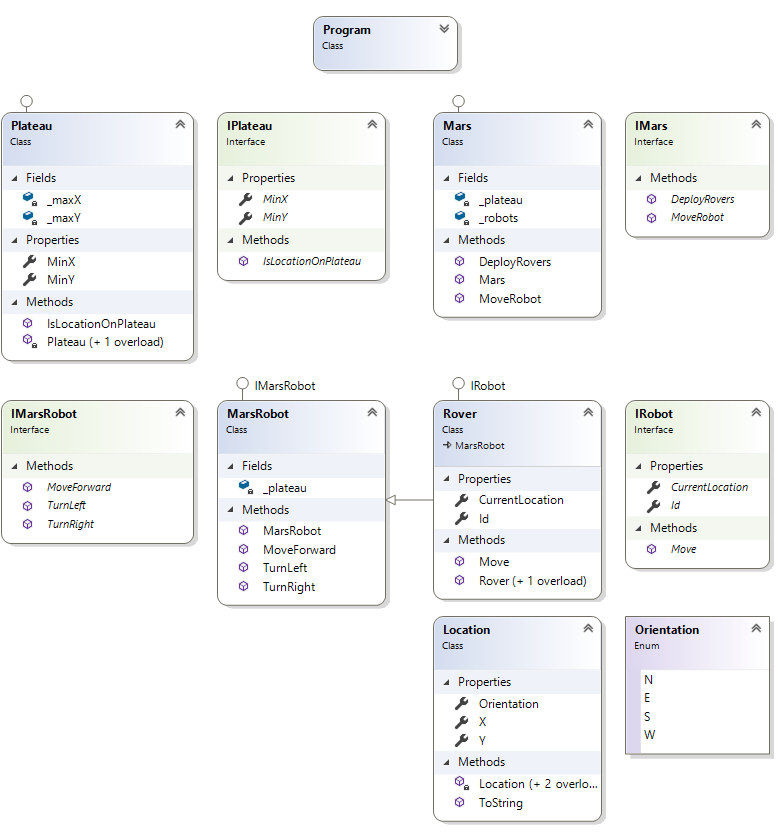 Program
Class
Plateau
Class
Fields
_maxX
_maxY
Properties
MinX
MinY
Methods
IsLocationOnPlateau
Plateau (+ 1 overload)
IPlateau
Interface
Properties
MinX
MinY
Methods
IsLocationOnPlateau
Mars
Class
Fields
_plateau
_robots
Methods
DeployRovers
Mars
MoveRobot
IMars
Interface
Methods
DeployRovers
MoveRobot
IMarsRobot
Interface
Methods
MoveForward
TurnLeft
TurnRight
IMarsRobot
MarsRobot
Class
Fields
_plateau
Methods
MarsRobot
MoveForward
TurnLeft
TurnRight
IRobot
Rover
Class
MarsRobot
Properties
CurrentLocation
Id
Methods
Move
Rover (+ 1 overload)
IRobot
Interface
Properties
CurrentLocation
Id
Methods
Move
Location
Class
Properties
Orientation
X
Y
Methods
Location (+ 2 overlo...
ToString
Orientation
Enum
N
E
S
W